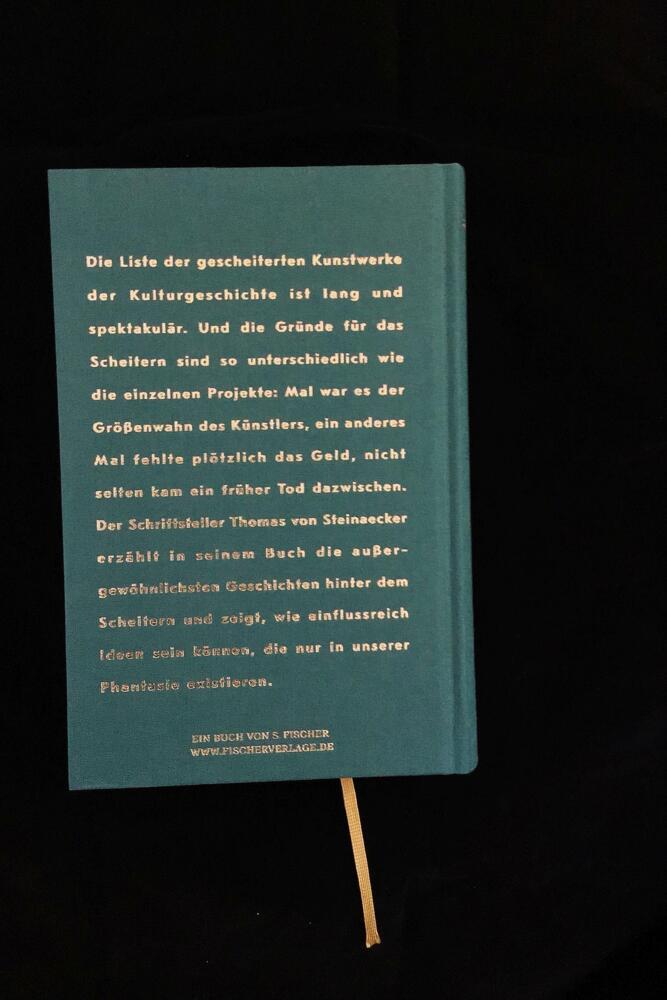 Die Liste der gescheiterten Kunstwerke
der Kulturgeschichte ist lang und
spektakulär. Und die Gründe für das
Scheitern sind so unterschiedlich wie
die einzelnen Projekte: Mal war es der
Größenwahn des Künstlers, ein anderes
Mal fehlte plötzlich das Geld, nicht
selten kam ein früher Tod dazwischen.
Der Schriftsteller Thomas von Steinaecker
erzählt in seinem Buch die außer-
gewöhnlichsten Geschichten hinter dem
Scheitern und zeigt, wie einflussreich
Ideen sein können, die nur in unserer
Phantasie existieren.
EIN BUCH VON S. FISCHER
WWW.FISCHERVERLAGE.DE